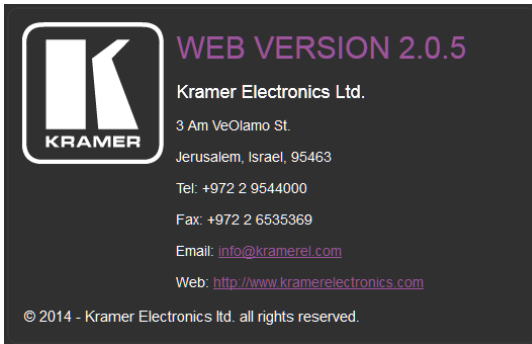 WEB VERSION 2.0.5
KRAMER
Kramer Electronics Ltd.
3 Am VeOlamo St.
Jerusalem, Israel, 95463
Tel: +972 2 9544000
Fax: +972 2 6535369
Email: info@kramerel.com
Web: http://www.kramerelectronics.com
© 2014 - Kramer Electronics ltd. all rights reserved.